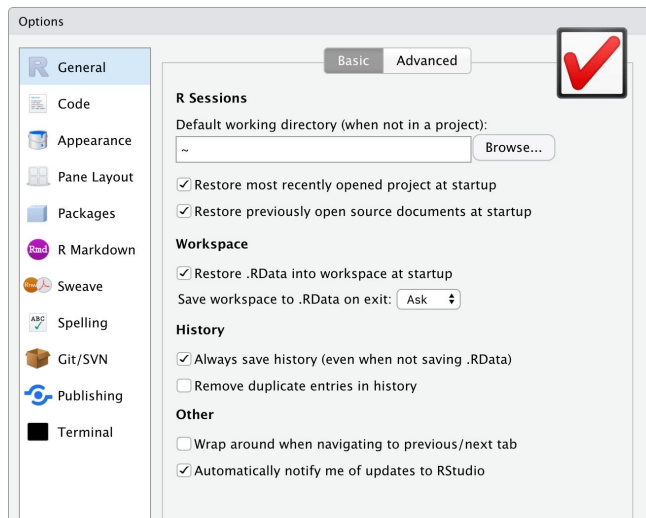 Options
General
Code
Appearance
Pane Layout
Packages
Rmd R Markdown
Sweave
ABC Spelling
Git/SVN
Publishing
Terminal
Basic Advanced
R Sessions
Default working directory (when not in a project):
~ Browse...
Restore most recently opened project at startup
Restore previously open source documents at startup
Workspace
Restore .RData into workspace at startup
Save workspace to .RData on exit: Ask
History
Always save history (even when not saving .RData)
Remove duplicate entries in history
Other
Wrap around when navigating to previous/next tab
Automatically notify me of updates to RStudio